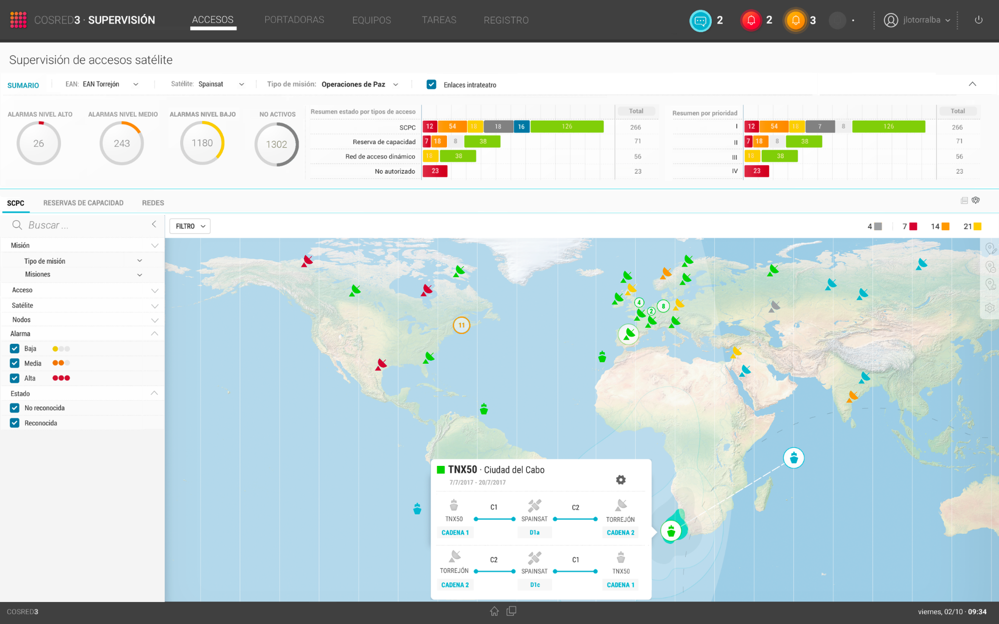 COSRED3 · SUPERVISIÓN ACCESOS PORTADORAS EQUIPOS TAREAS REGISTRO 2 2 3 · jlotorralba
Supervisión de accesos satélite
SUMARIO EAN: EAN Torrejón Satélite: Spainsat Tipo de misión: Operaciones de Paz Enlaces intrateatro
ALARMAS NIVEL ALTO ALARMAS NIVEL MEDIO ALARMAS NIVEL BAJO NO ACTIVOS
26 243 1180 1302
Resumen estado por tipos de acceso Total
SCPC 12 54 18 18 16 126 266
Reserva de capacidad 7 18 8 38 71
Red de acceso dinámico 18 38 56
No autorizado 23 23
Resumen por prioridad Total
I 12 54 18 7 8 126 266
II 7 18 8 38 71
III 18 38 56
IV 23 23
SCPC RESERVAS DE CAPACIDAD REDES
Buscar ...
FILTRO 4 7 14 21
Misión
Tipo de misión
Misiones
Acceso
Satélite
Nodos
Alarma
Baja
Media
Alta
Estado
No reconocida
Reconocida
4
8
2
11
TNX50 · Ciudad del Cabo
7/7/2017 - 20/7/2017
C1 C2
TNX50 SPAINSAT TORREJÓN
CADENA 1 D1a CADENA 2
C2 C1
TORREJÓN SPAINSAT TNX50
CADENA 2 D1c CADENA 1
COSRED3 viernes, 02/10 · 09:34